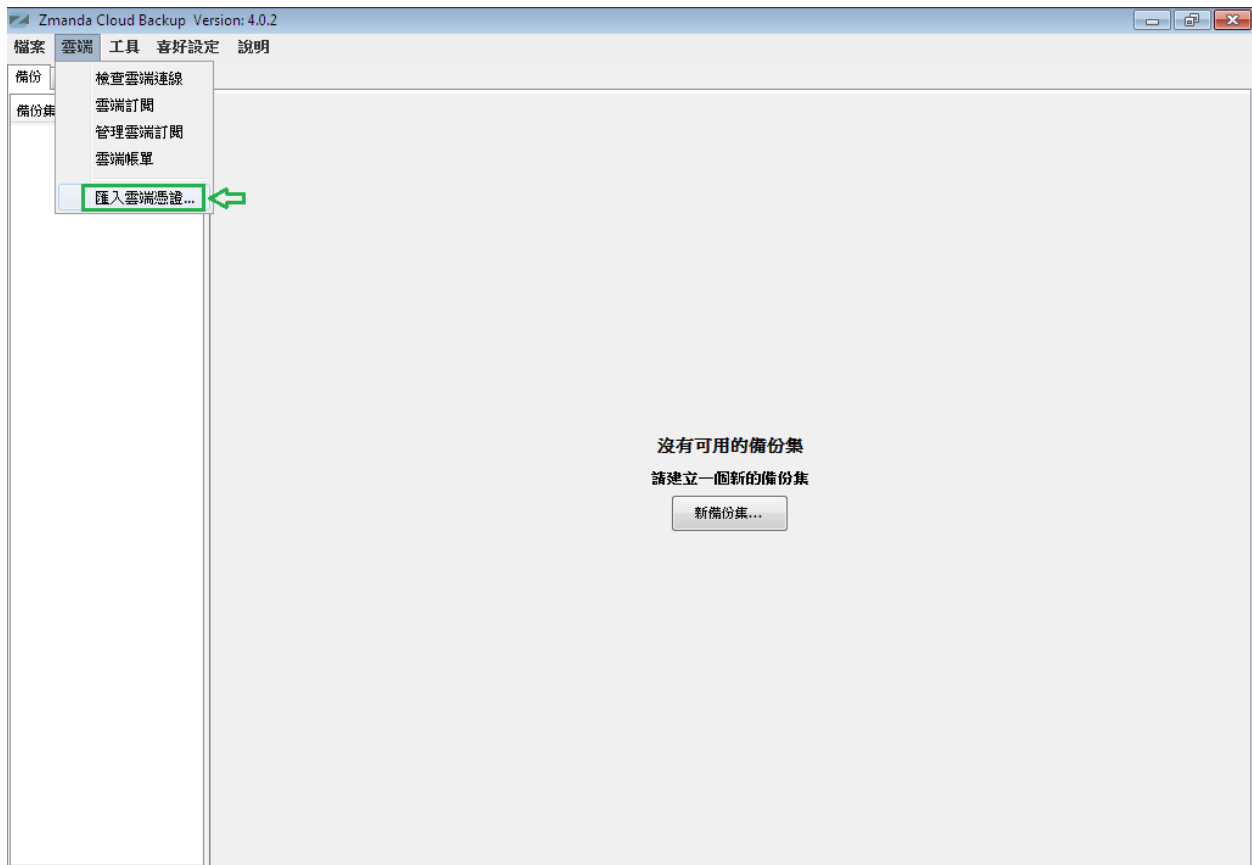 Zmanda Cloud Backup Version: 4.0.2
檔案 雲端 工具 喜好設定 說明
備份
檢查雲端連線
備份集
雲端訂閱
管理雲端訂閱
雲端帳單
匯入雲端憑證...
沒有可用的備份集
請建立一個新的備份集
新備份集...